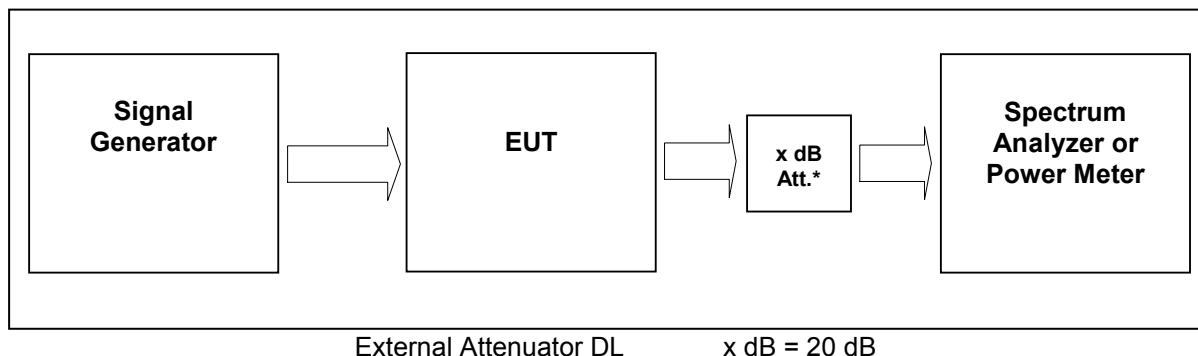 Signal
Generator
EUT
x dB
Att.*
Spectrum
Analyzer or
Power Meter
External Attenuator DL x dB = 20 dB